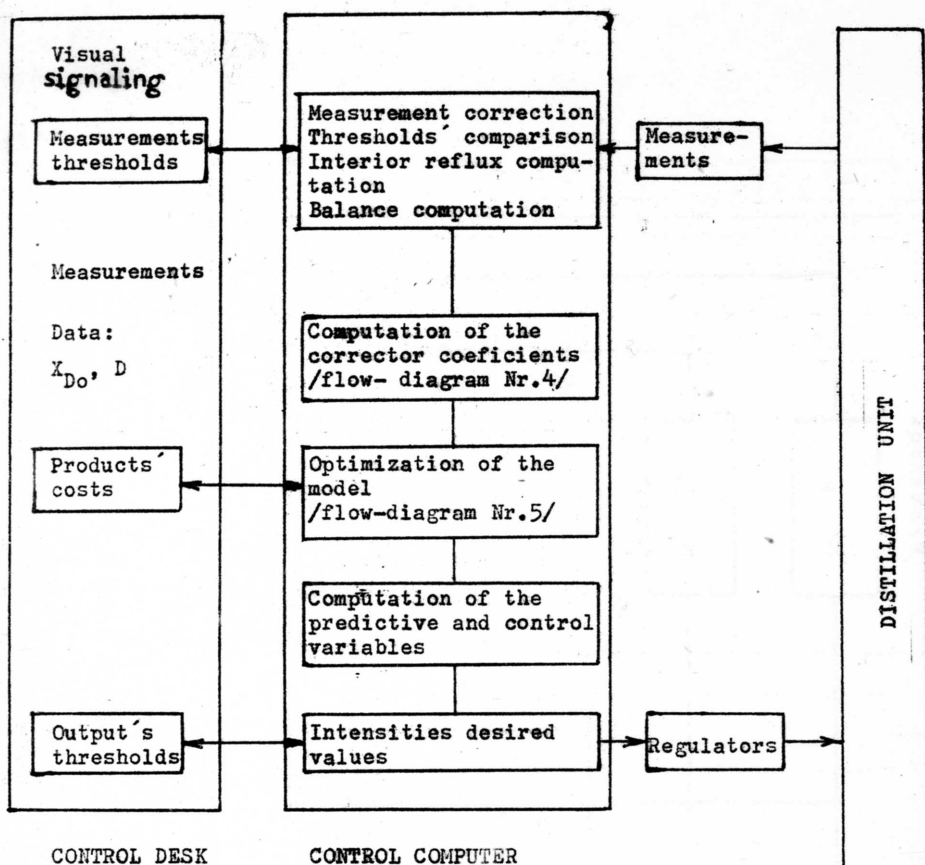 Visual
signaling
Measurements
thresholds
Measurements
Data:
X_Do, D
Products´
costs
Output´s
thresholds
CONTROL DESK
Measurement correction
Thresholds´ comparison
Interior reflux compu-
tation
Balance computation
Computation of the
corrector coeficients
/flow- diagram Nr.4/
Optimization of the
model
/flow-diagram Nr.5/
Computation of the
predictive and control
variables
Intensities desired
values
CONTROL COMPUTER
Measure-
ments
Regulators
DISTILLATION UNIT